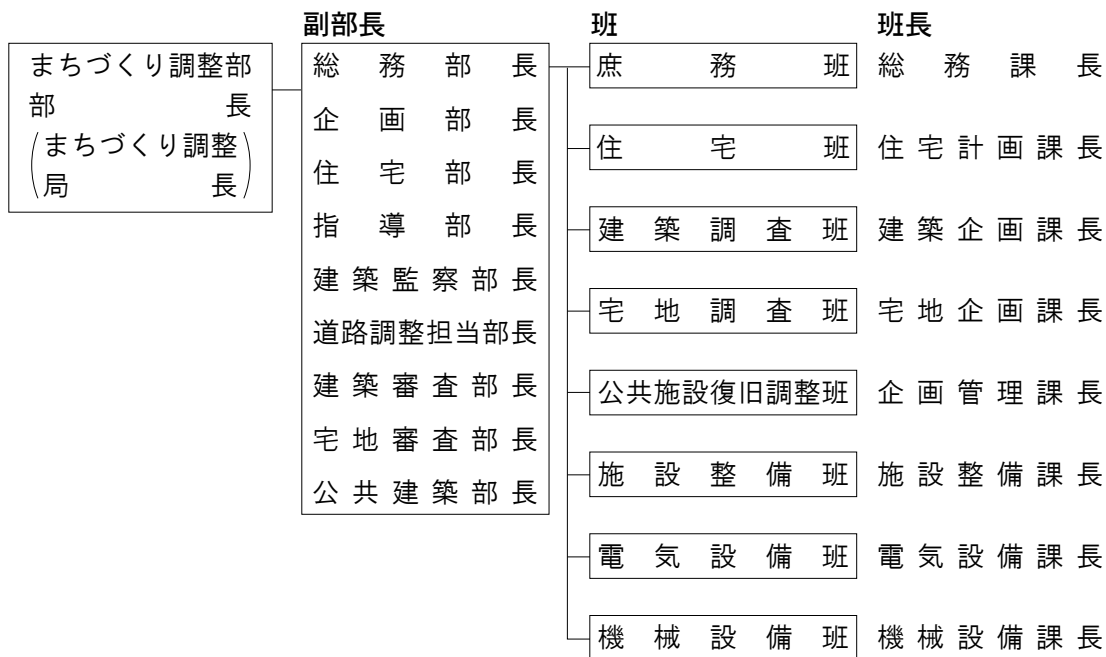 副部長 班 班長
まちづくり調整部
部長
(まちづくり調整
局長)
総務部長
企画部長
住宅部長
指導部長
建築監察部長
道路調整担当部長
建築審査部長
宅地審査部長
公共建築部長
庶務班 総務課長
住宅班 住宅計画課長
建築調査班 建築企画課長
宅地調査班 宅地企画課長
公共施設復旧調整班 企画管理課長
施設整備班 施設整備課長
電気設備班 電気設備課長
機械設備班 機械設備課長